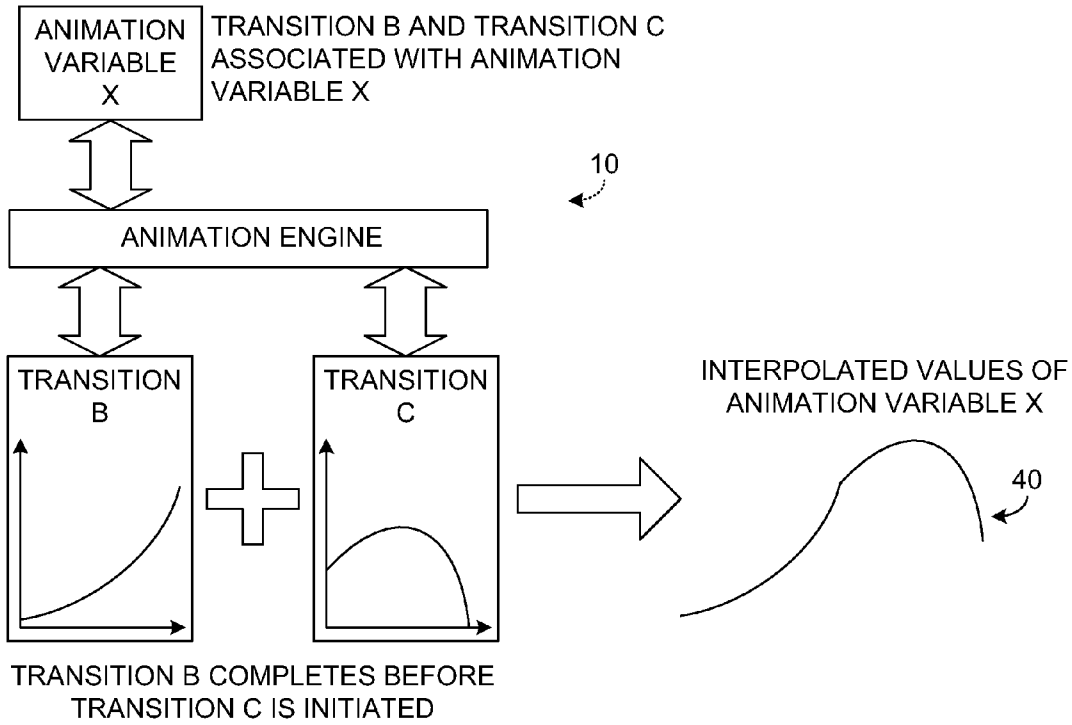 ANIMATION
VARIABLE
X
TRANSITION B AND TRANSITION C
ASSOCIATED WITH ANIMATION
VARIABLE X
10
ANIMATION ENGINE
TRANSITION
B
TRANSITION
C
INTERPOLATED VALUES OF
ANIMATION VARIABLE X
40
TRANSITION B COMPLETES BEFORE
TRANSITION C IS INITIATED